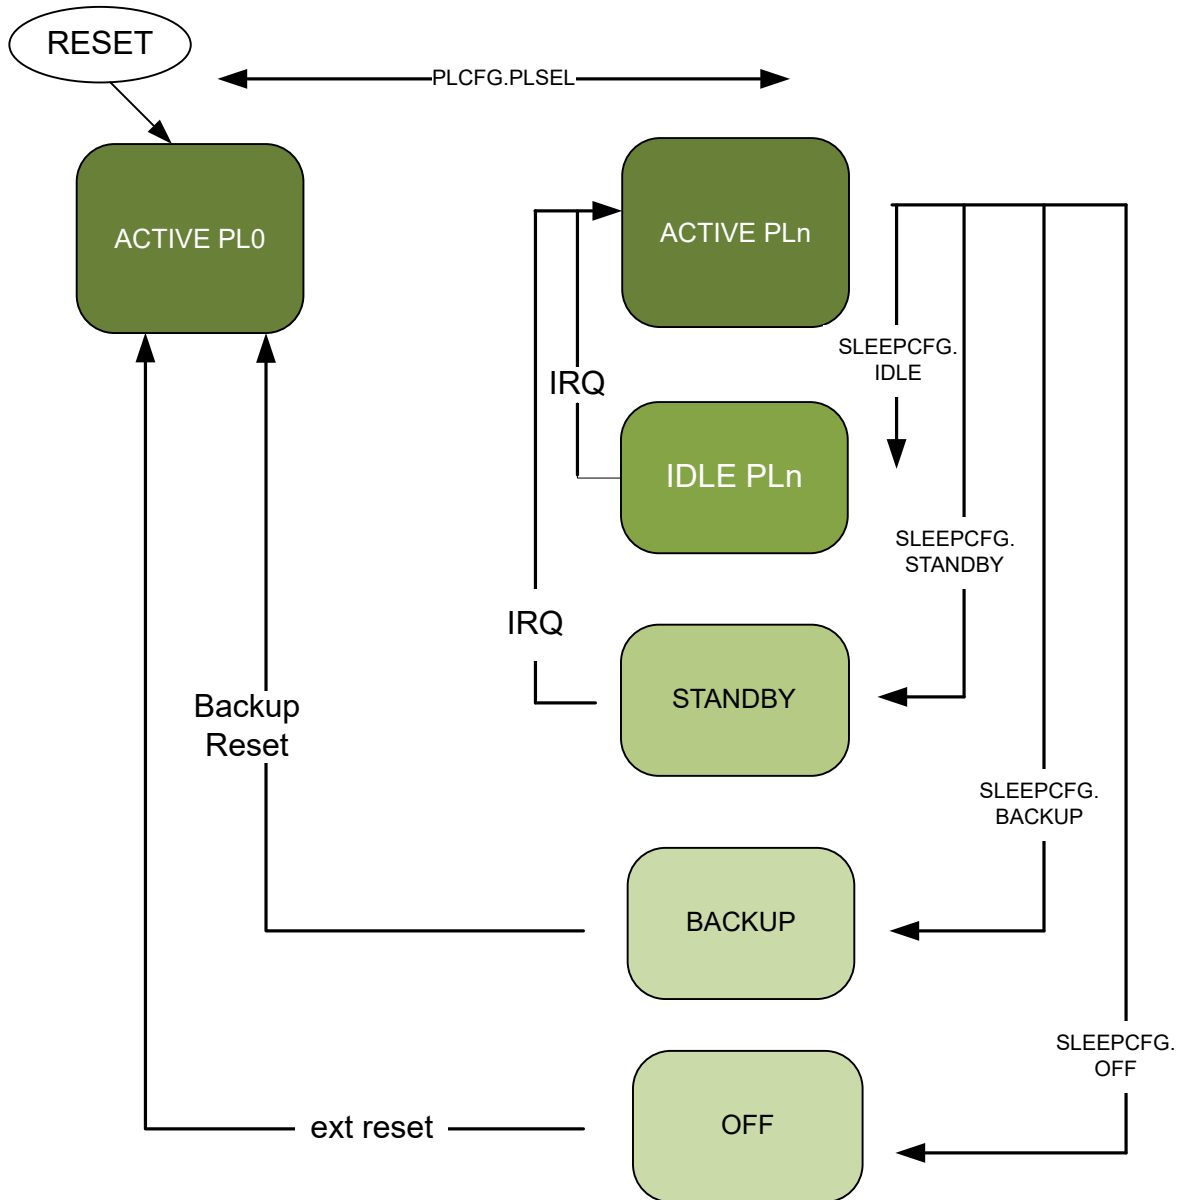 RESET
PLCFG.PLSEL
ACTIVE PL0
ACTIVE PLn
SLEEPCFG.
IDLE
IRQ
IDLE PLn
SLEEPCFG.
STANDBY
IRQ
STANDBY
Backup
Reset
SLEEPCFG.
BACKUP
BACKUP
SLEEPCFG.
OFF
ext reset
OFF